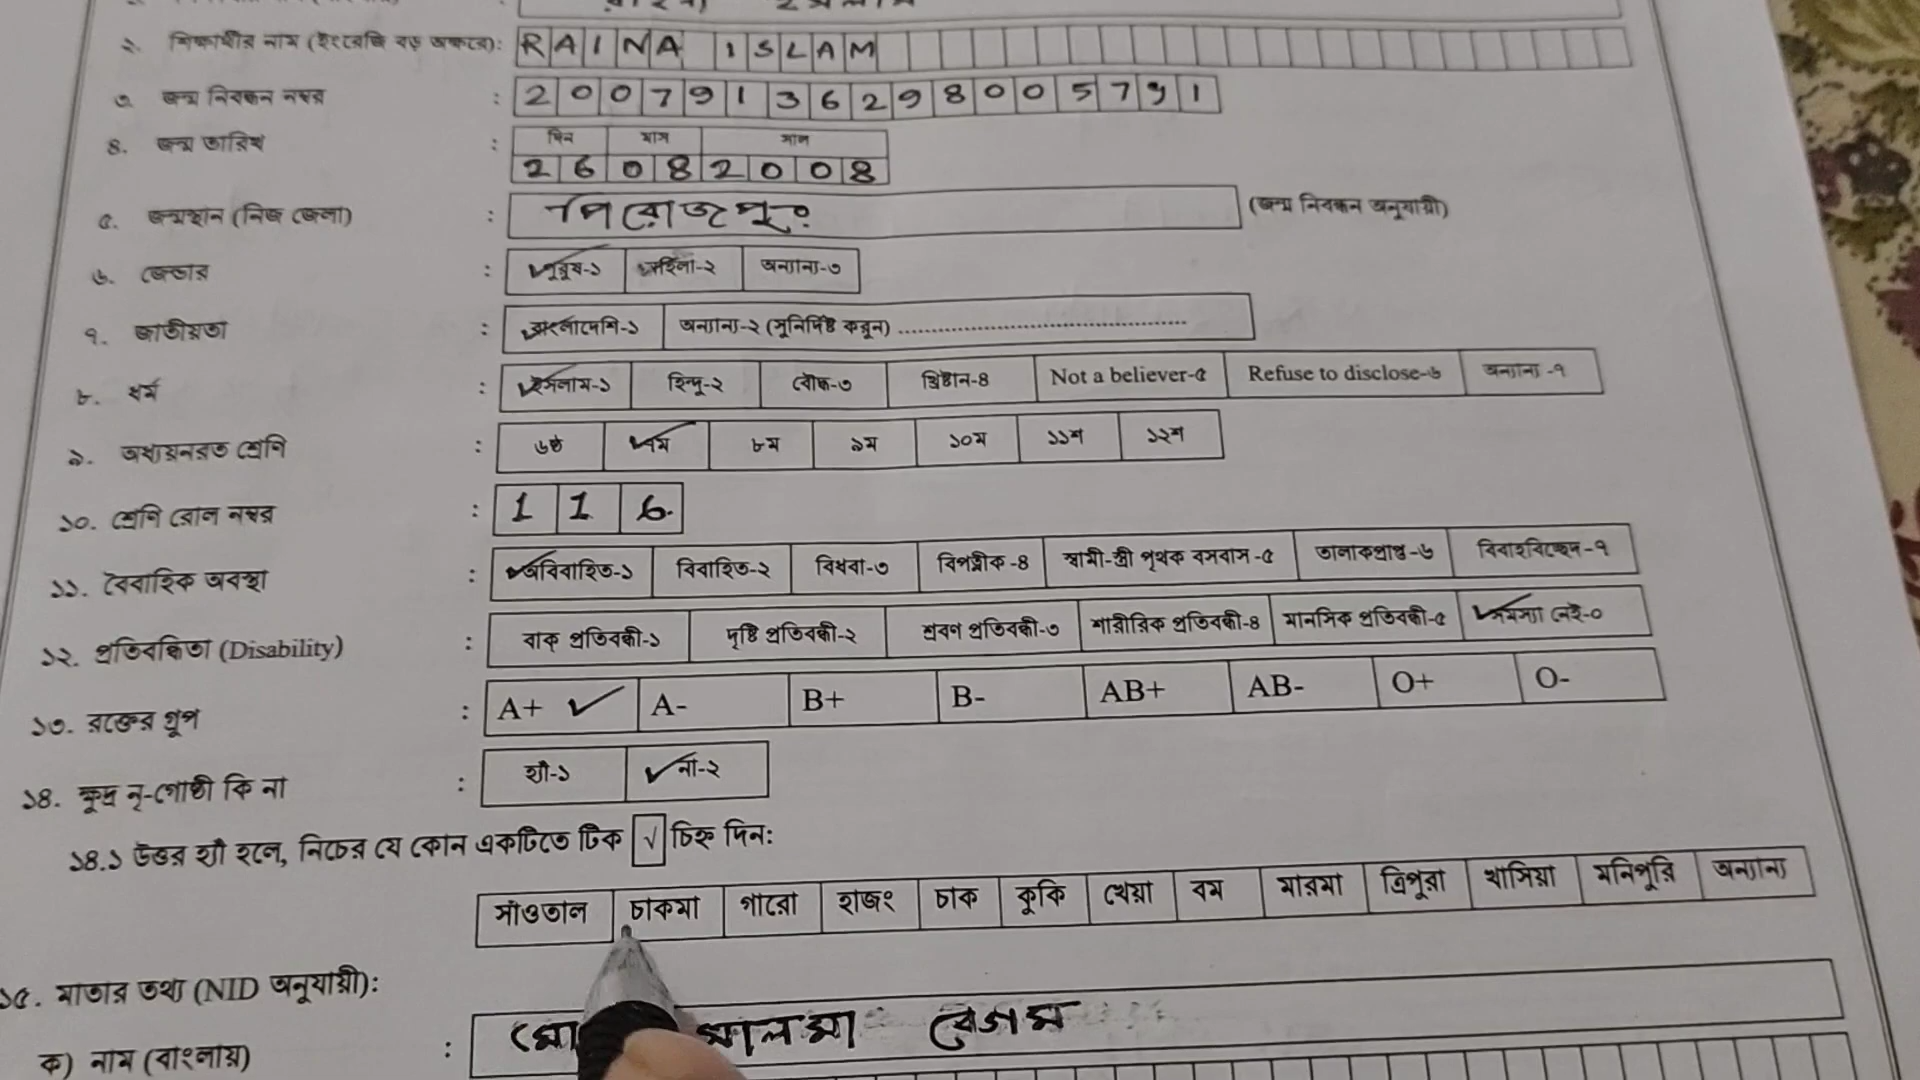 ২. শিক্ষার্থীর নাম (ইংরেজি বড় অক্ষরে): RAINA ISLAM
৩. জন্ম নিবন্ধন নম্বর : 20079136298005791
৪. জন্ম তারিখ : দিন মাস সাল
26082008
৫. জন্মস্থান (নিজ জেলা) : পিরোজপুর (জন্ম নিবন্ধন অনুযায়ী)
৬. জেন্ডার : পুরুষ-১ মহিলা-২ অন্যান্য-৩
৭. জাতীয়তা : বাংলাদেশি-১ অন্যান্য-২ (সুনির্দিষ্ট করুন) ................................................
৮. ধর্ম : ইসলাম-১ হিন্দু-২ বৌদ্ধ-৩ খ্রিষ্টান-৪ Not a believer-৫ Refuse to disclose-৬ অন্যান্য -৭
৯. অধ্যয়নরত শ্রেণি : ৬ষ্ঠ ৭ম ৮ম ৯ম ১০ম ১১শ ১২শ
১০. শ্রেণি রোল নম্বর : 116.
১১. বৈবাহিক অবস্থা : অবিবাহিত-১ বিবাহিত-২ বিধবা-৩ বিপত্নীক -৪ স্বামী-স্ত্রী পৃথক বসবাস -৫ তালাকপ্রাপ্ত-৬ বিবাহবিচ্ছেদ-৭
১২. প্রতিবন্ধিতা (Disability) : বাক প্রতিবন্ধী-১ দৃষ্টি প্রতিবন্ধী-২ শ্রবণ প্রতিবন্ধী-৩ শারীরিক প্রতিবন্ধী-৪ মানসিক প্রতিবন্ধী-৫ সমস্যা নেই-০
১৩. রক্তের গ্রুপ : A+ ✓ A- B+ B- AB+ AB- O+ O-
১৪. ক্ষুদ্র নৃ-গোষ্ঠী কি না : হ্যাঁ-১ না-২
১৪.১ উত্তর হ্যাঁ হলে, নিচের যে কোন একটিতে টিক √ চিহ্ন দিন:
সাঁওতাল চাকমা গারো হাজং চাক কুকি খেয়া বম মারমা ত্রিপুরা খাসিয়া মনিপুরি অন্যান্য
১৫. মাতার তথ্য (NID অনুযায়ী):
ক) নাম (বাংলায়) : বেগম